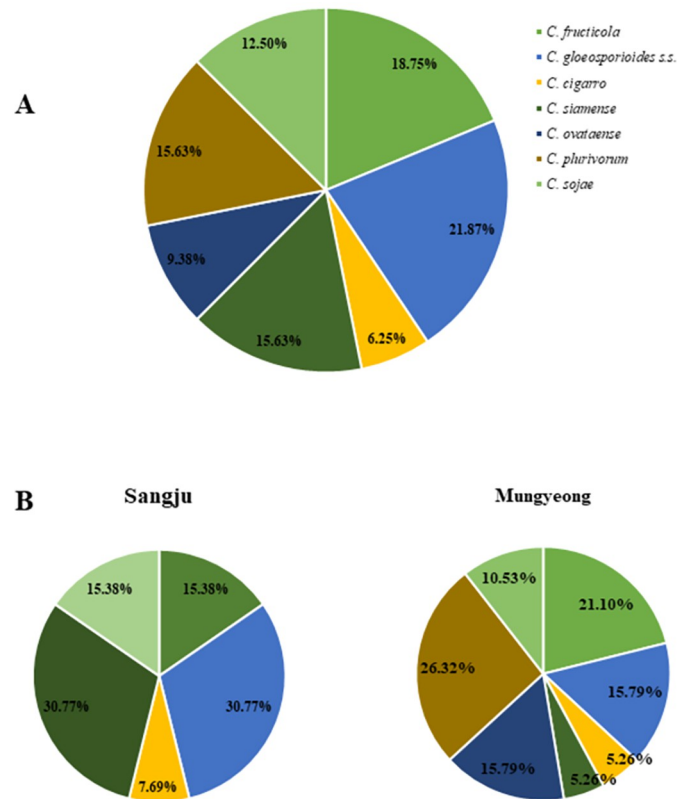 A
12.50%
18.75%
15.63%
21.87%
9.38%
15.63%
6.25%
C. fructicola
C. gloeosporioides s.s.
C. cigarro
C. siamense
C. ovataense
C. plurivorum
C. sojae
B
Sangju
15.38%
15.38%
30.77%
30.77%
7.69%
Mungyeong
10.53%
21.10%
26.32%
15.79%
15.79%
5.26%
5.26%